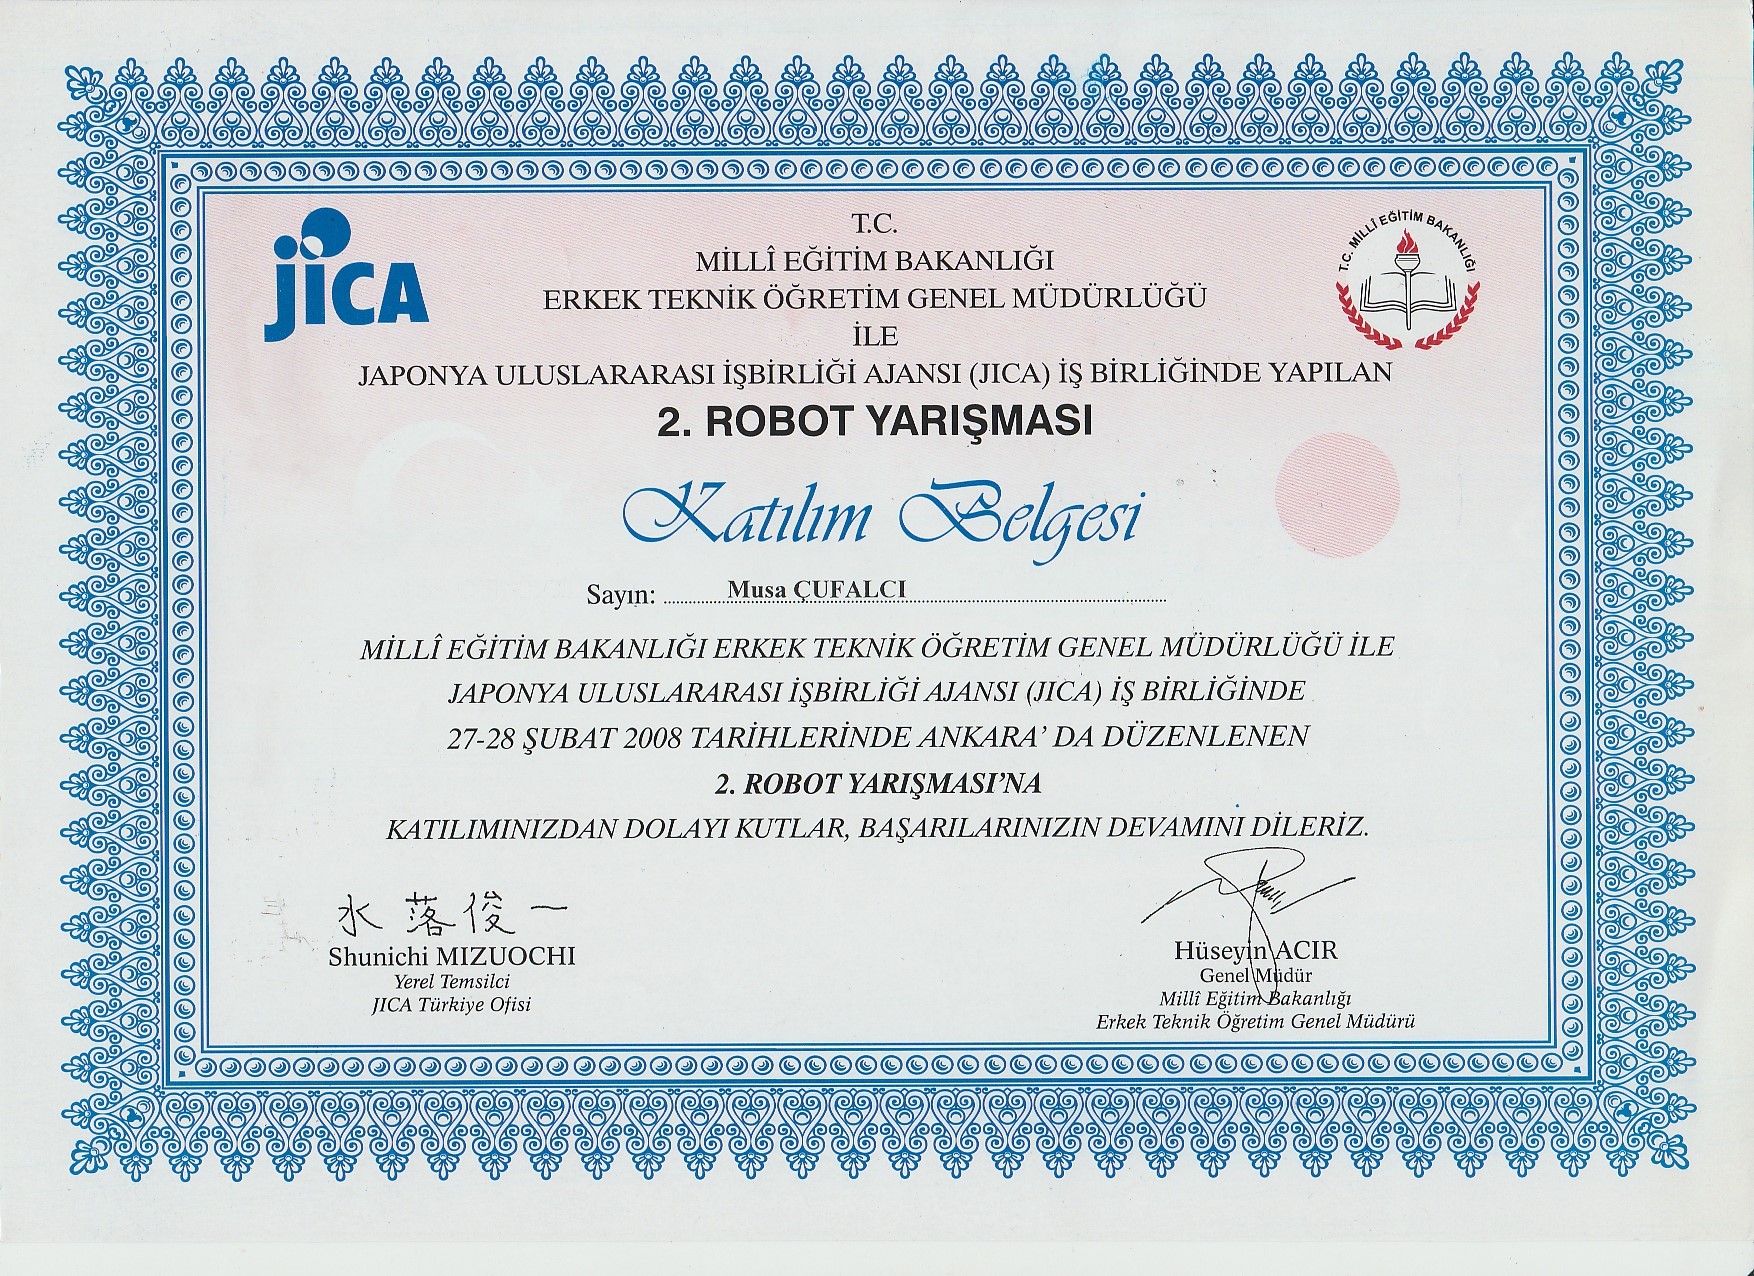 JICA
T.C. MİLLÎ EĞİTİM BAKANLIĞI
T.C.
MİLLÎ EĞİTİM BAKANLIĞI
ERKEK TEKNİK ÖĞRETİM GENEL MÜDÜRLÜĞÜ
İLE
JAPONYA ULUSLARARASI İŞBİRLİĞİ AJANSI (JICA) İŞ BİRLİĞİNDE YAPILAN
2. ROBOT YARIŞMASI
Katılım Belgesi
Sayın: Musa ÇUFALCI
MİLLÎ EĞİTİM BAKANLIĞI ERKEK TEKNİK ÖĞRETİM GENEL MÜDÜRLÜĞÜ İLE
JAPONYA ULUSLARARASI İŞBİRLİĞİ AJANSI (JICA) İŞ BİRLİĞİNDE
27-28 ŞUBAT 2008 TARİHLERİNDE ANKARA' DA DÜZENLENEN
2. ROBOT YARIŞMASI'NA
KATILIMINIZDAN DOLAYI KUTLAR, BAŞARILARINIZIN DEVAMINI DİLERİZ.
水落俊一
Shunichi MIZUOCHI
Yerel Temsilci
JICA Türkiye Ofisi
Hüseyin ACIR
Genel Müdür
Millî Eğitim Bakanlığı
Erkek Teknik Öğretim Genel Müdürü